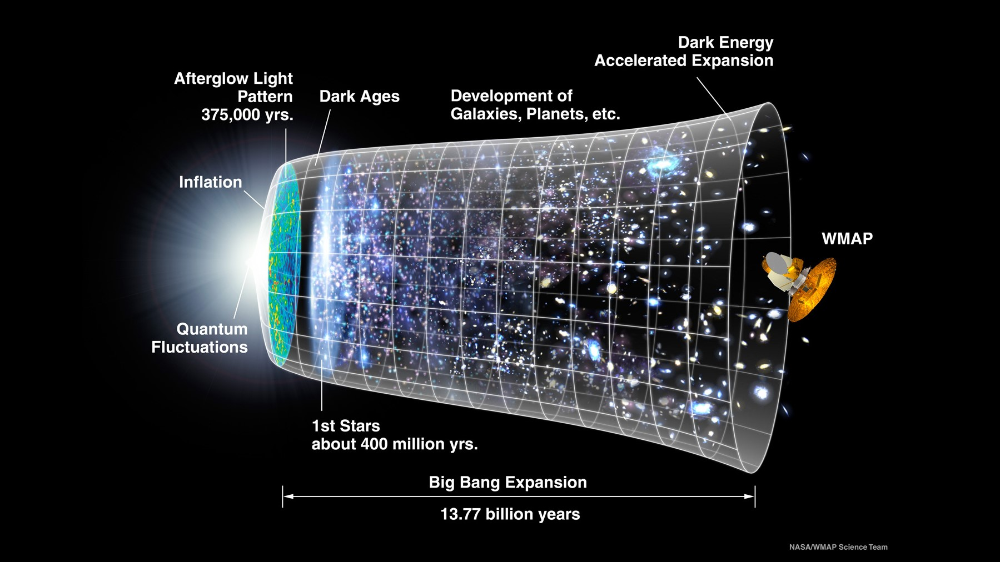 Dark Energy
Accelerated Expansion
Afterglow Light
Pattern
375,000 yrs.
Dark Ages
Development of
Galaxies, Planets, etc.
Inflation
WMAP
Quantum
Fluctuations
1st Stars
about 400 million yrs.
Big Bang Expansion
13.77 billion years
NASA/WMAP Science Team